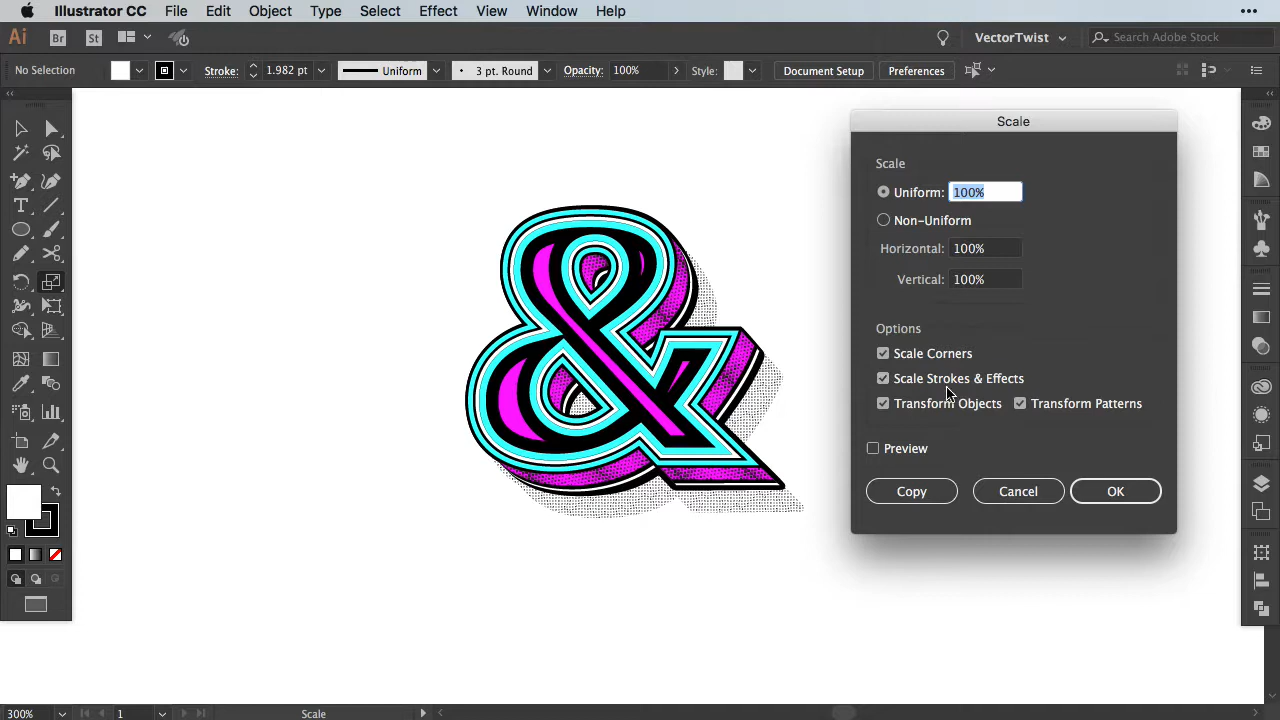 Illustrator CC File Edit Object Type Select Effect View Window Help
Ai Br St VectorTwist Search Adobe Stock
No Selection Stroke: 1.982 pt Uniform 3 pt. Round Opacity: 100% Style: Document Setup Preferences
Scale
Scale
Uniform: 100%
Non-Uniform
Horizontal: 100%
Vertical: 100%
Options
Scale Corners
Scale Strokes & Effects
Transform Objects Transform Patterns
Preview
Copy Cancel OK
&
300% 1 Scale